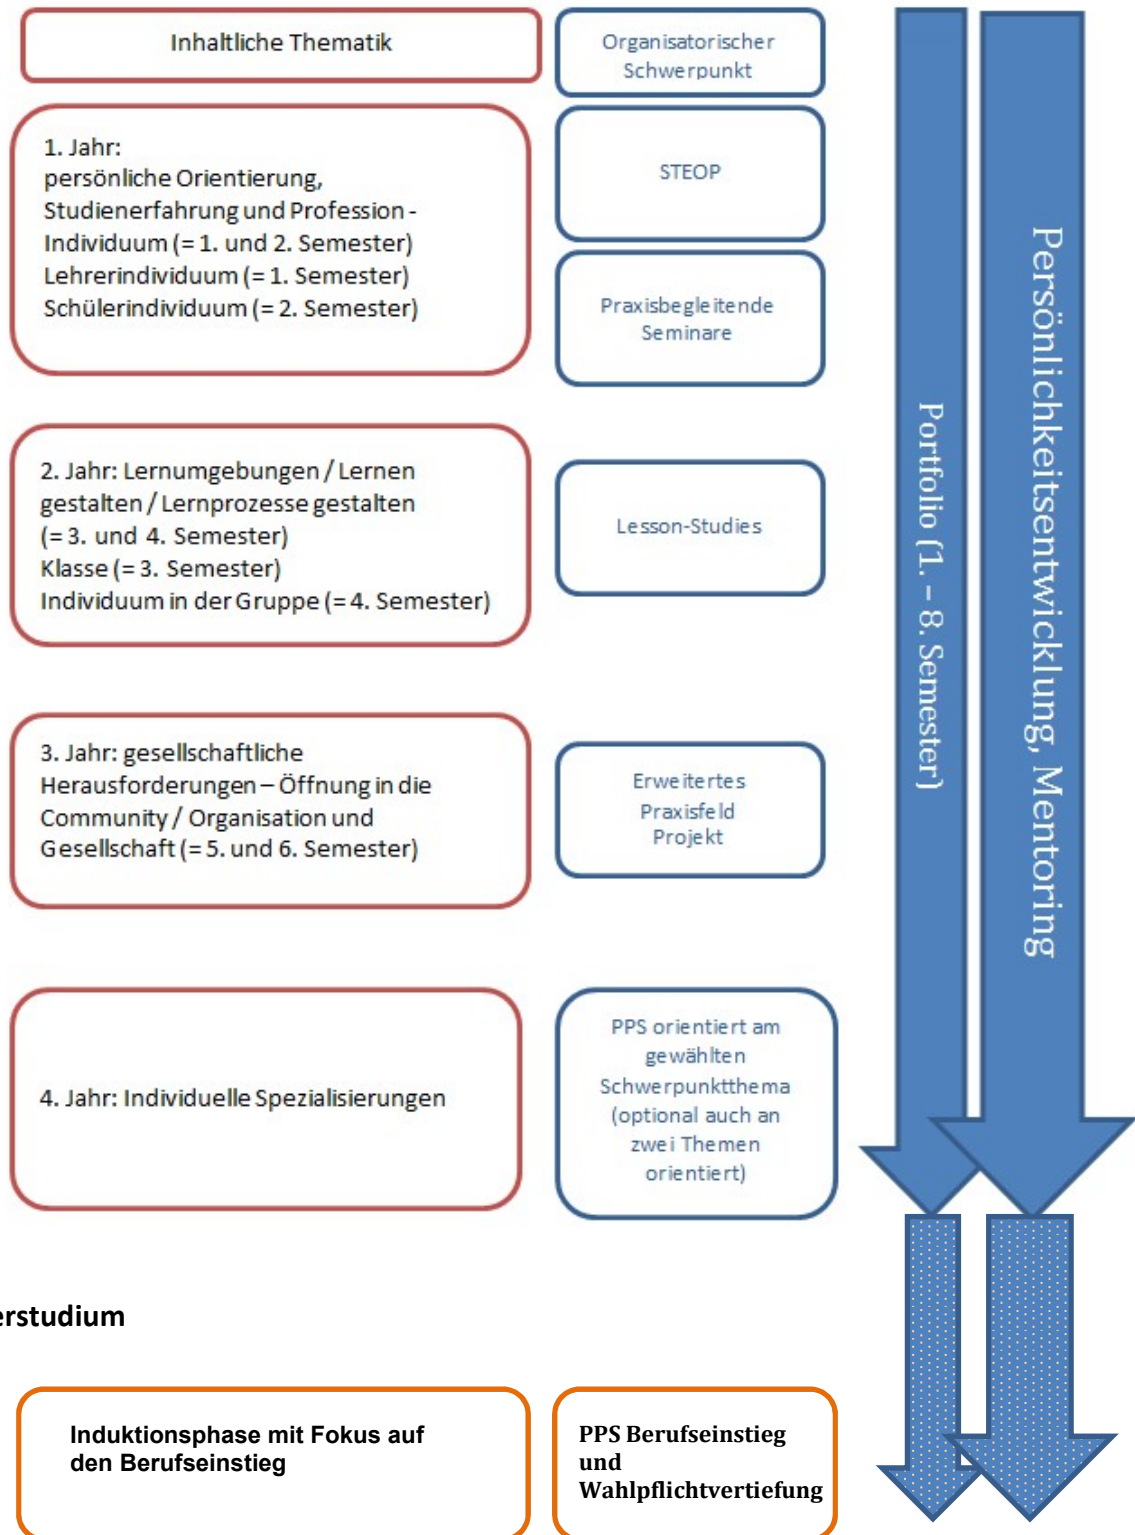 Inhaltliche Thematik
Organisatorischer
Schwerpunkt
1. Jahr:
persönliche Orientierung,
Studienerfahrung und Profession -
Individuum (= 1. und 2. Semester)
Lehrerindividuum (= 1. Semester)
Schülerindividuum (= 2. Semester)
STEOP
Praxisbegleitende
Seminare
2. Jahr: Lernumgebungen / Lernen
gestalten / Lernprozesse gestalten
(= 3. und 4. Semester)
Klasse (= 3. Semester)
Individuum in der Gruppe (= 4. Semester)
Lesson-Studies
3. Jahr: gesellschaftliche
Herausforderungen – Öffnung in die
Community / Organisation und
Gesellschaft (= 5. und 6. Semester)
Erweitertes
Praxisfeld
Projekt
4. Jahr: Individuelle Spezialisierungen
PPS orientiert am
gewählten
Schwerpunktthema
(optional auch an
zwei Themen
orientiert)
Portfolio (1. – 8. Semester)
Persönlichkeitsentwicklung, Mentoring
erstudium
Induktionsphase mit Fokus auf
den Berufseinstieg
PPS Berufseinstieg
und
Wahlpflichtvertiefung